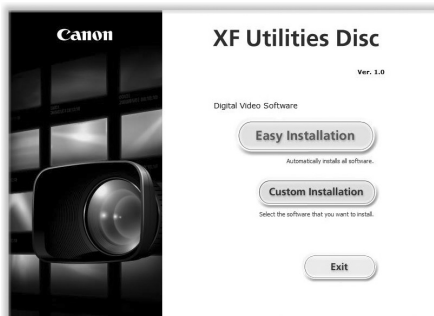 Canon
XF Utilities Disc
Ver. 1.0
Digital Video Software
Easy Installation
Automatically installs all software.
Custom Installation
Select the software that you want to install.
Exit